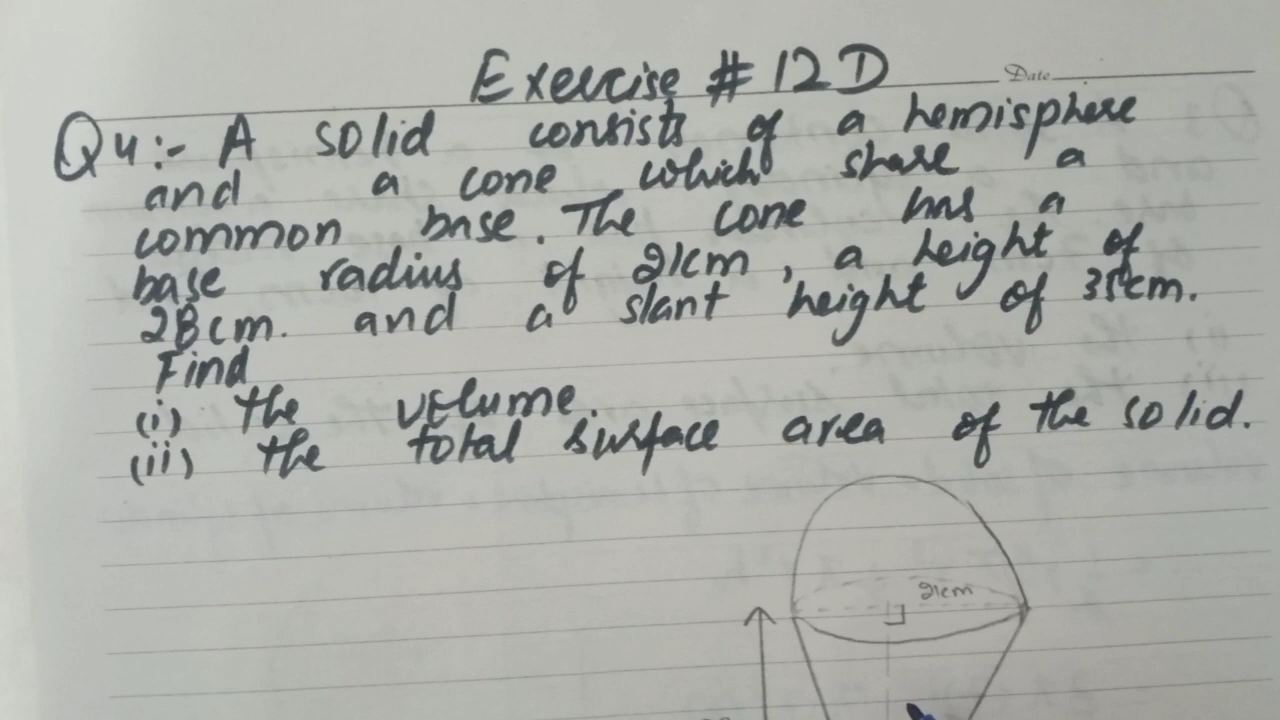 Exercise # 12D
Date
Q4:- A solid consists of a hemisphere
and a cone which share a
common base. The cone has a
base radius of 21cm, a height of
28cm. and a slant height of 35cm.
Find
(i) the volume.
(ii) the total surface area of the solid.
21cm